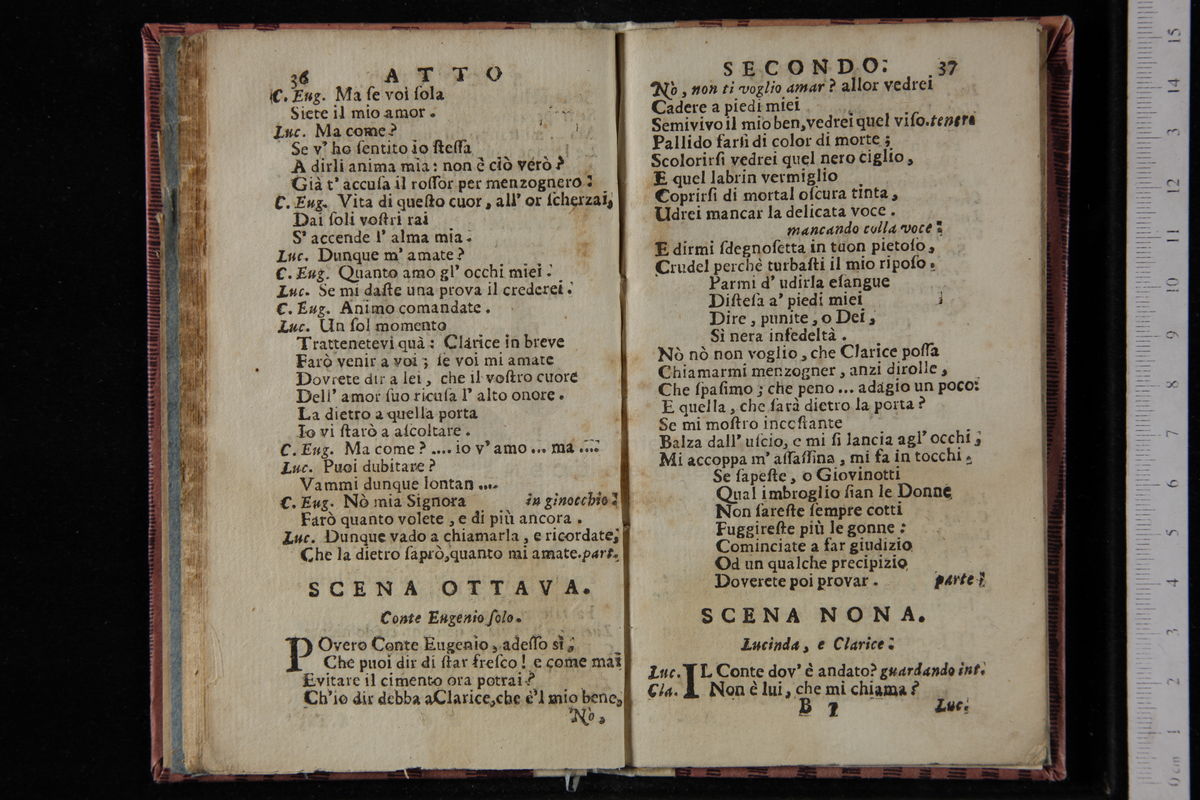 36 ATTO
C. Eug. Ma ſe voi ſola
Siete il mio amor.
Luc. Ma come?
Se v' ho ſentito io ſteſſa
A dirli anima mia: non è ciò verò?
Già t' accuſa il roſſor per menzognero:
C. Eug. Vita di queſto cuor, all' or ſcherzai,
Dai ſoli voſtri rai
S' accende l' alma mia.
Luc. Dunque m' amate?
C. Eug. Quanto amo gl' occhi miei.
Luc. Se mi daſte una prova il crederei.
C. Eug. Animo comandate.
Luc. Un ſol momento
Trattenetevi quà: Clarice in breve
Farò venir a voi; ſe voi mi amate
Dovrete dir a lei, che il voſtro cuore
Dell' amor ſuo ricuſa l' alto onore.
La dietro a quella porta
Io vi ſtarò a aſcoltare.
C. Eug. Ma come? .... io v' amo ... ma ....
Luc. Puoi dubitare?
Vammi dunque lontan ....
C. Eug. Nò mia Signora in ginocchio:
Farò quanto volete, e di più ancora.
Luc. Dunque vado a chiamarla, e ricordate,
Che la dietro ſaprò, quanto mi amate. part.
SCENA OTTAVA.
Conte Eugenio ſolo.
POvero Conte Eugenio, adeſſo sì,
Che puoi dir di ſtar freſco! e come mai
Evitare il cimento ora potrai?
Ch'io dir debba a Clarice, che è'l mio bene,
Nò,
SECONDO. 37
Nò, non ti voglio amar? allor vedrei
Cadere a piedi miei
Semivivo il mio ben, vedrei quel viſo. tenere
Pallido farſi di color di morte;
Scolorirſi vedrei quel nero ciglio,
E quel labrin vermiglio
Coprirſi di mortal oſcura tinta,
Udrei mancar la delicata voce.
mancando colla voce:
E dirmi ſdegnoſetta in tuon pietoſo,
Crudel perchè turbaſti il mio ripoſo.
Parmi d' udirla eſangue
Diſteſa a' piedi miei
Dire, punite, o Dei,
Sì nera infedeltà.
Nò nò non voglio, che Clarice poſſa
Chiamarmi menzogner, anzi dirolle,
Che ſpaſimo; che peno ... adagio un poco:
E quella, che ſarà dietro la porta?
Se mi moſtro incoſtante
Balza dall' uſcio, e mi ſi lancia agl' occhi;
Mi accoppa m' aſſaſſina, mi fa in tocchi.
Se ſapeſte, o Giovinotti
Qual imbroglio ſian le Donne
Non ſareſte ſempre cotti
Fuggireſte più le gonne:
Cominciate a far giudizio
Od un qualche precipizio
Doverete poi provar. parte:
SCENA NONA.
Lucinda, e Clarice:
Luc. IL Conte dov' è andato? guardando int.
Cla. Non è lui, che mi chiama?
B 7 Luc.